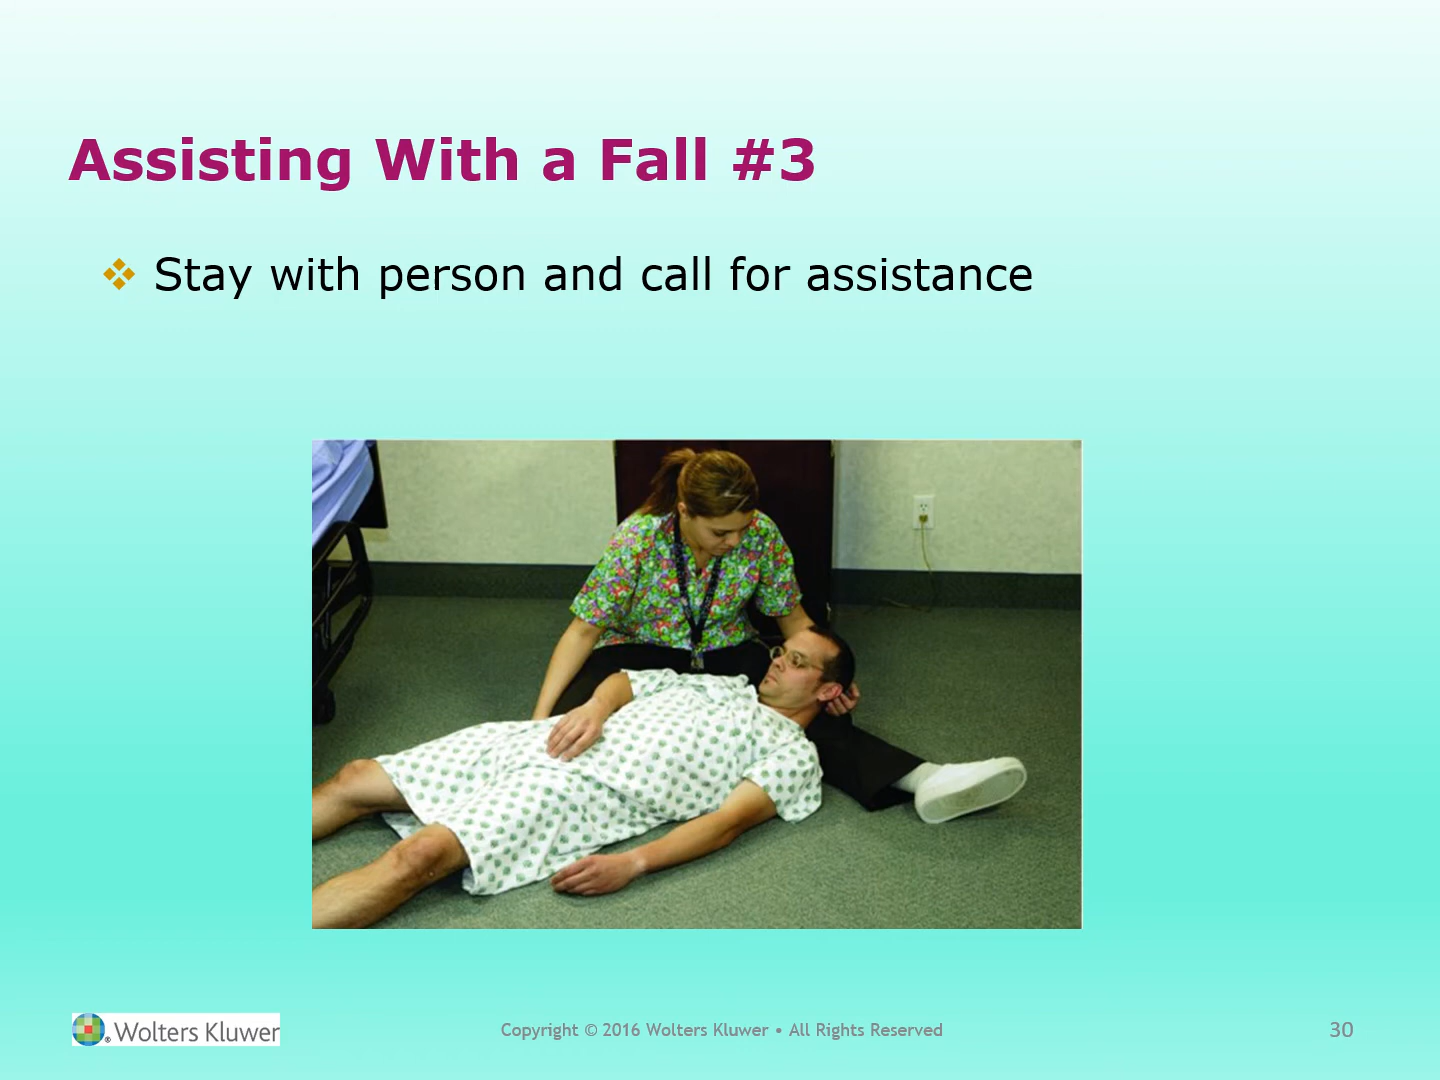 Assisting With a Fall #3
❖ Stay with person and call for assistance
® Wolters Kluwer
Copyright © 2016 Wolters Kluwer • All Rights Reserved
30